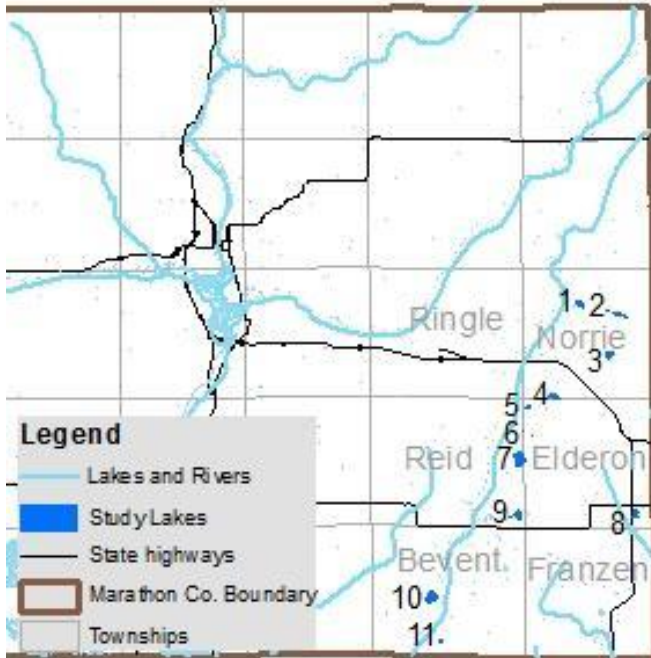 Ringle
1 2
Norrie
3
4
5
6
Reid 7 Elderon
9 8
Bevent
Franzen
10
11
Legend
Lakes and Rivers
Study Lakes
State highways
Marathon Co. Boundary
Townships